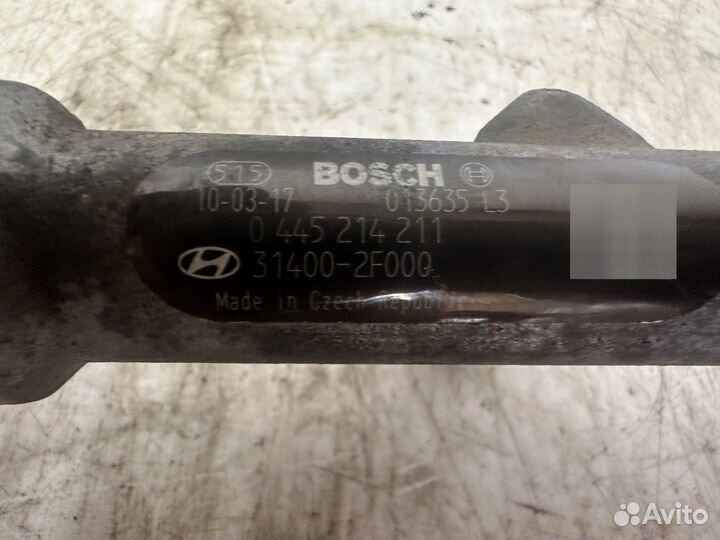 515 BOSCH
10-03-17 013635 L3
0 445 214 211
31400-2F000
Made in Czech Republic
Avito